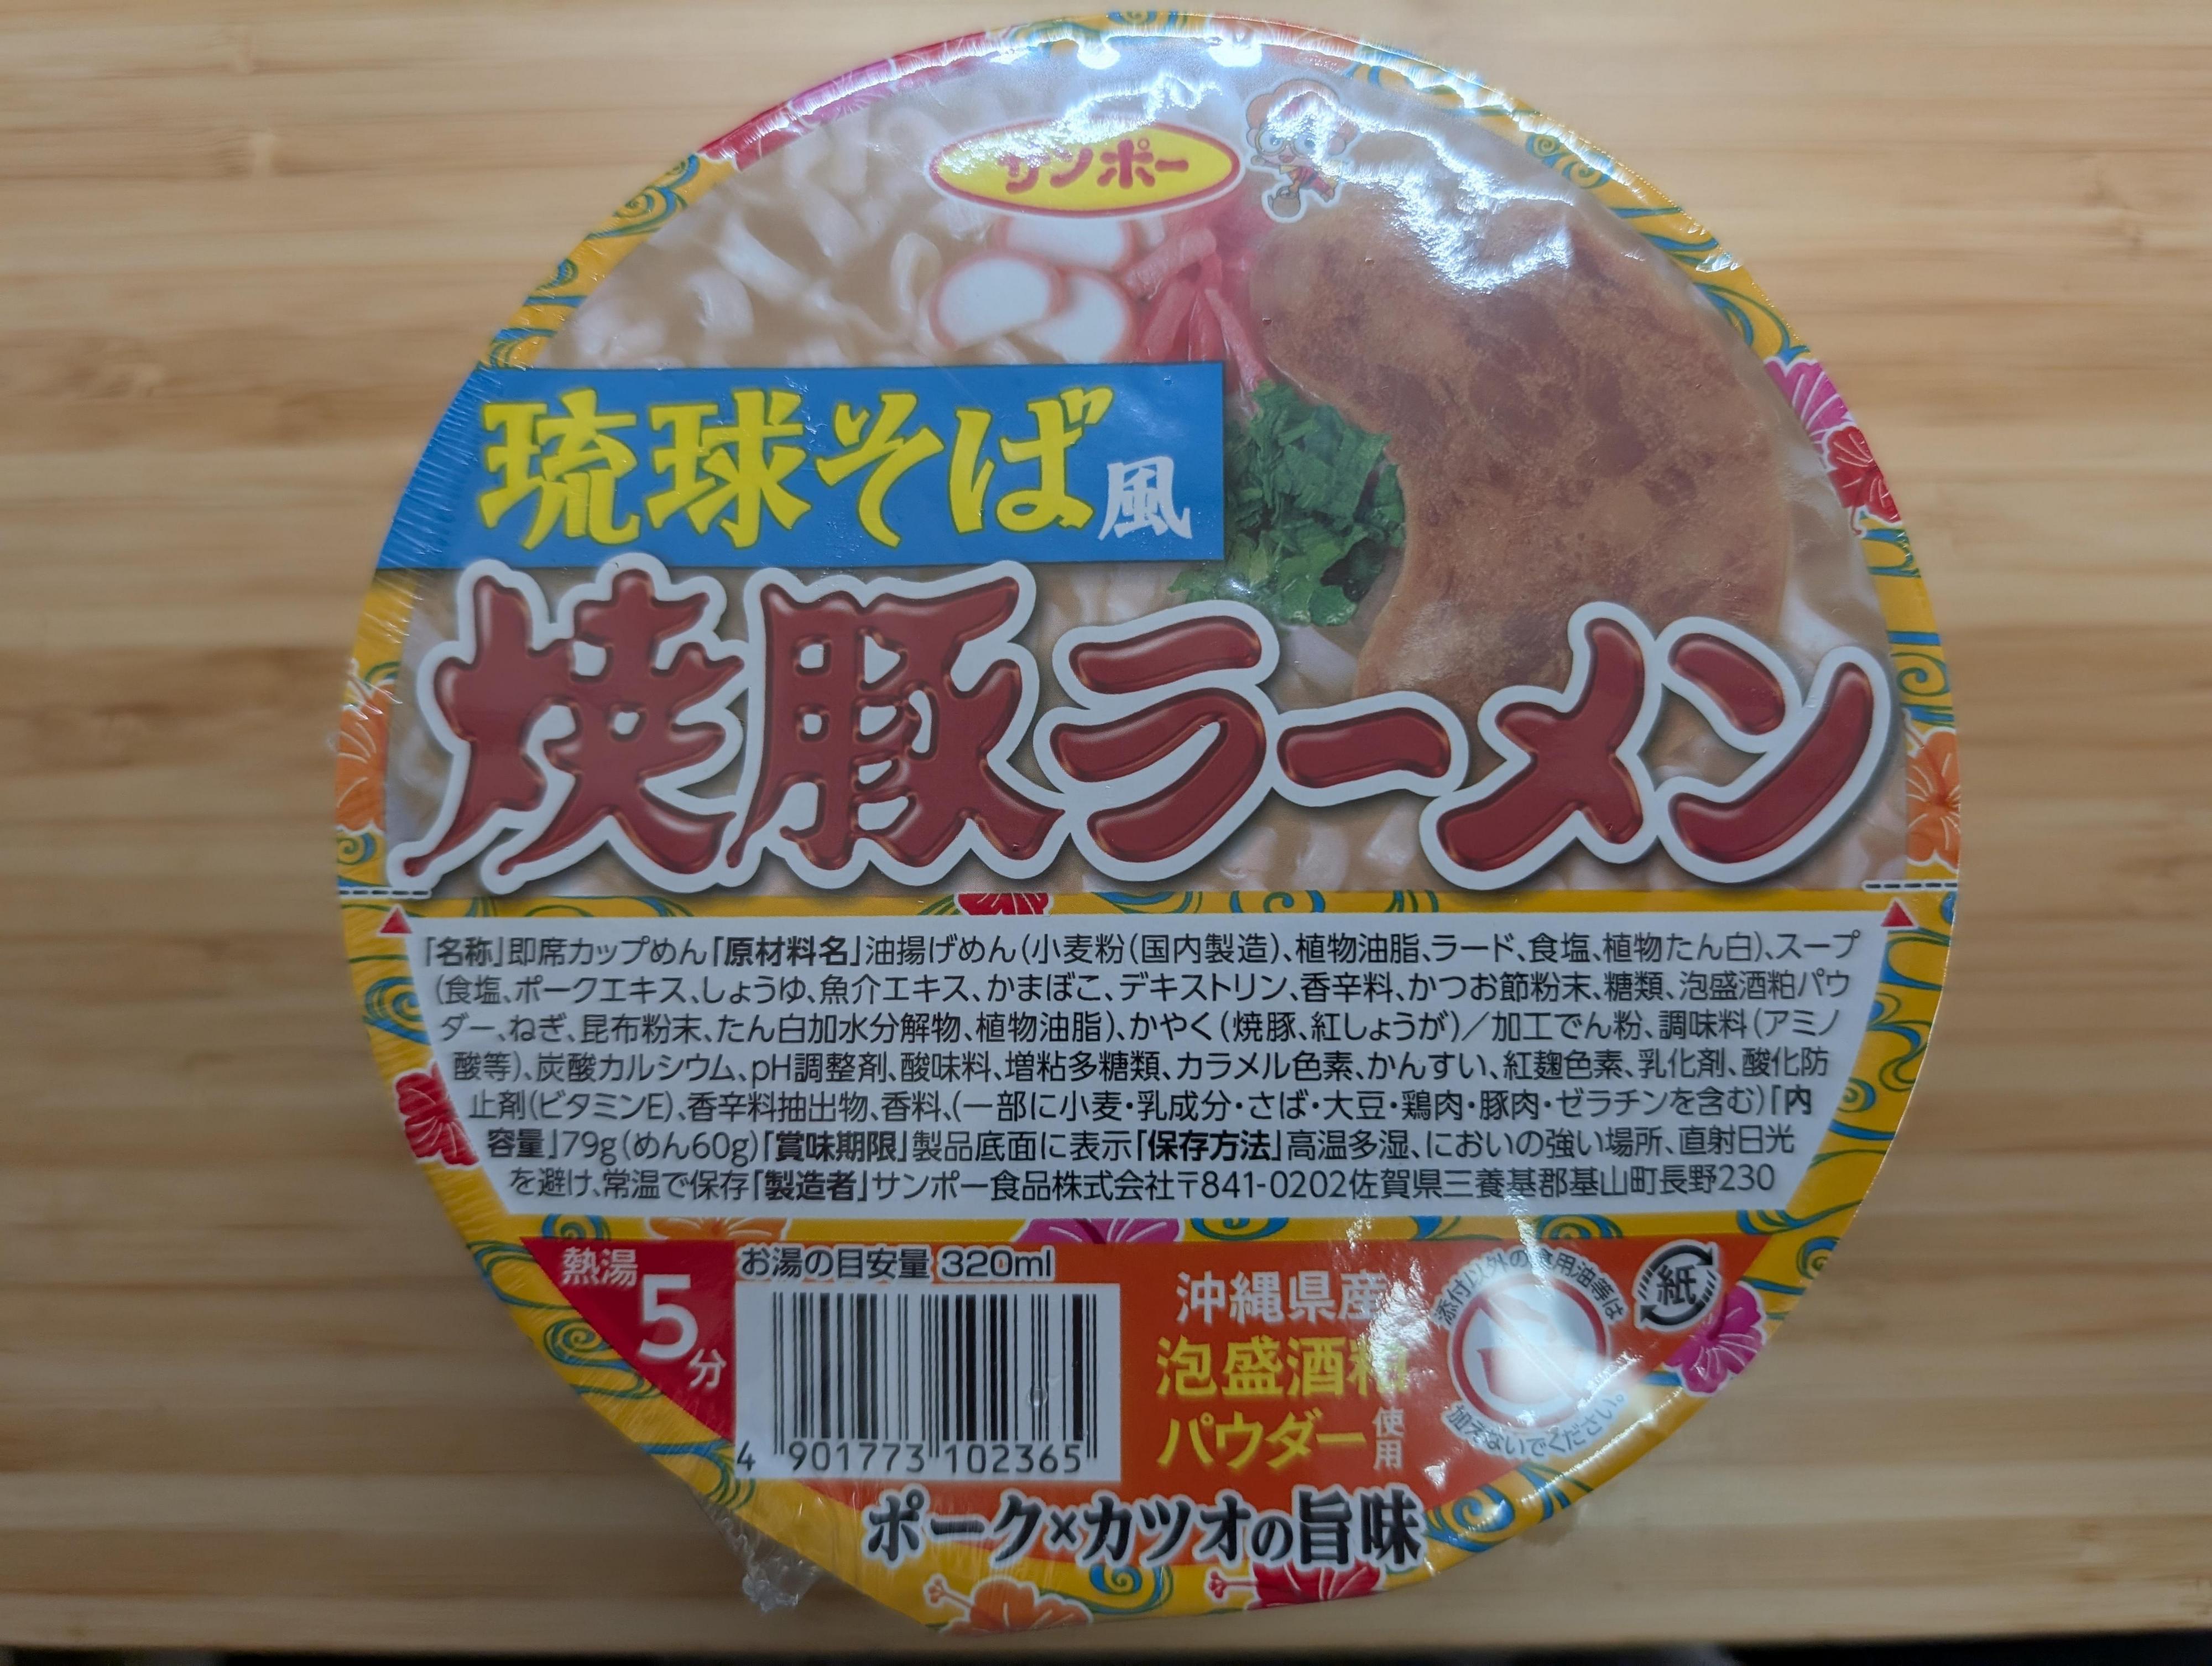 サンポー
琉球そば風
焼豚ラーメン
「名称」即席カップめん「原材料名」油揚げめん(小麦粉(国内製造)、植物油脂、ラード、食塩、植物たん白)、スープ
(食塩、ポークエキス、しょうゆ、魚介エキス、かまぼこ、デキストリン、香辛料、かつお節粉末、糖類、泡盛酒粕パウ
ダー、ねぎ、昆布粉末、たん白加水分解物、植物油脂)、かやく(焼豚、紅しょうが)/加工でん粉、調味料(アミノ
酸等)、炭酸カルシウム、pH調整剤、酸味料、増粘多糖類、カラメル色素、かんすい、紅麹色素、乳化剤、酸化防
止剤(ビタミンE)、香辛料抽出物、香料、(一部に小麦・乳成分・さば・大豆・鶏肉・豚肉・ゼラチンを含む)「内
容量」79g(めん60g)「賞味期限」製品底面に表示「保存方法」高温多湿、においの強い場所、直射日光
を避け、常温で保存「製造者」サンポー食品株式会社〒841-0202佐賀県三養基郡基山町長野230
熱湯
5分
お湯の目安量 320ml
4 901773 102365
沖縄県産
泡盛酒粕
パウダー使用
添付以外の食用油等は
加えないでください。
紙
ポーク×カツオの旨味